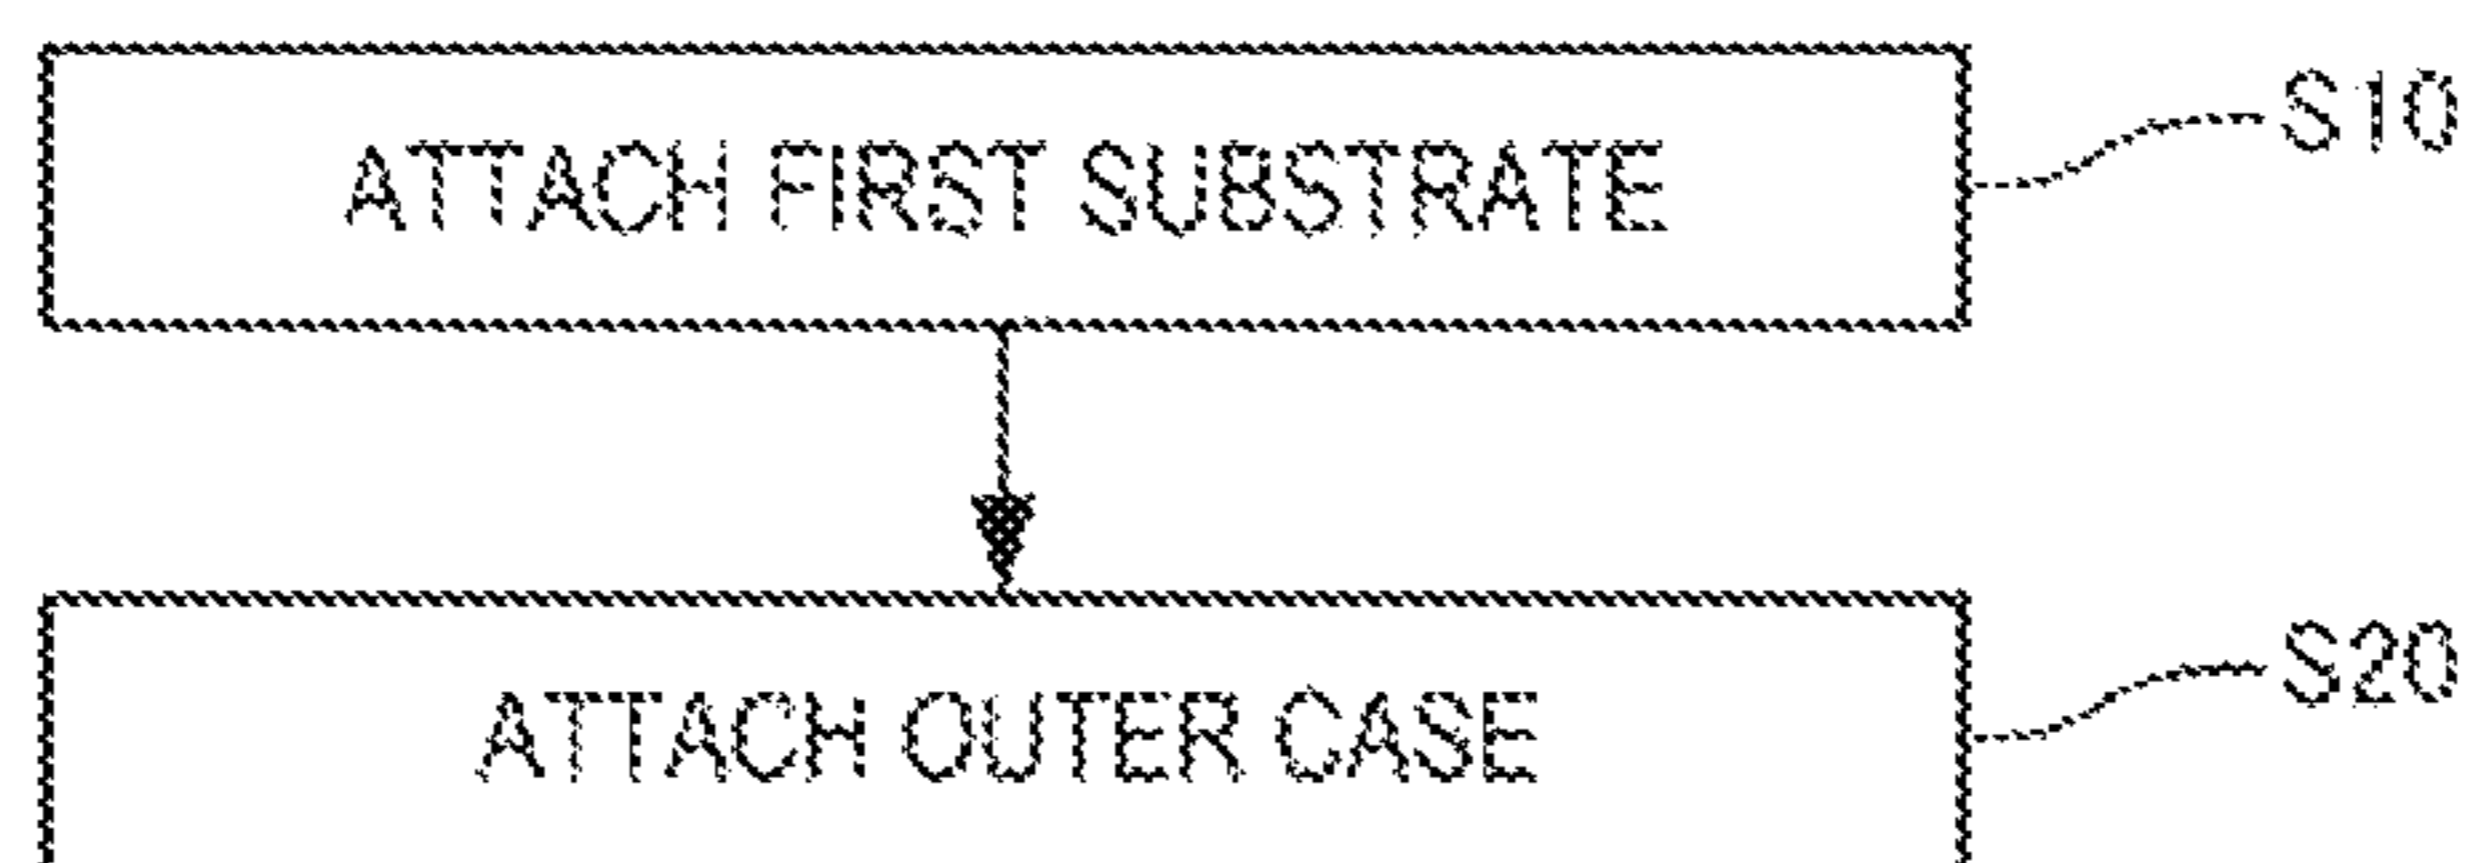 ATTACH FIRST SUBSTRATE
S10
ATTACH OUTER CASE
S20